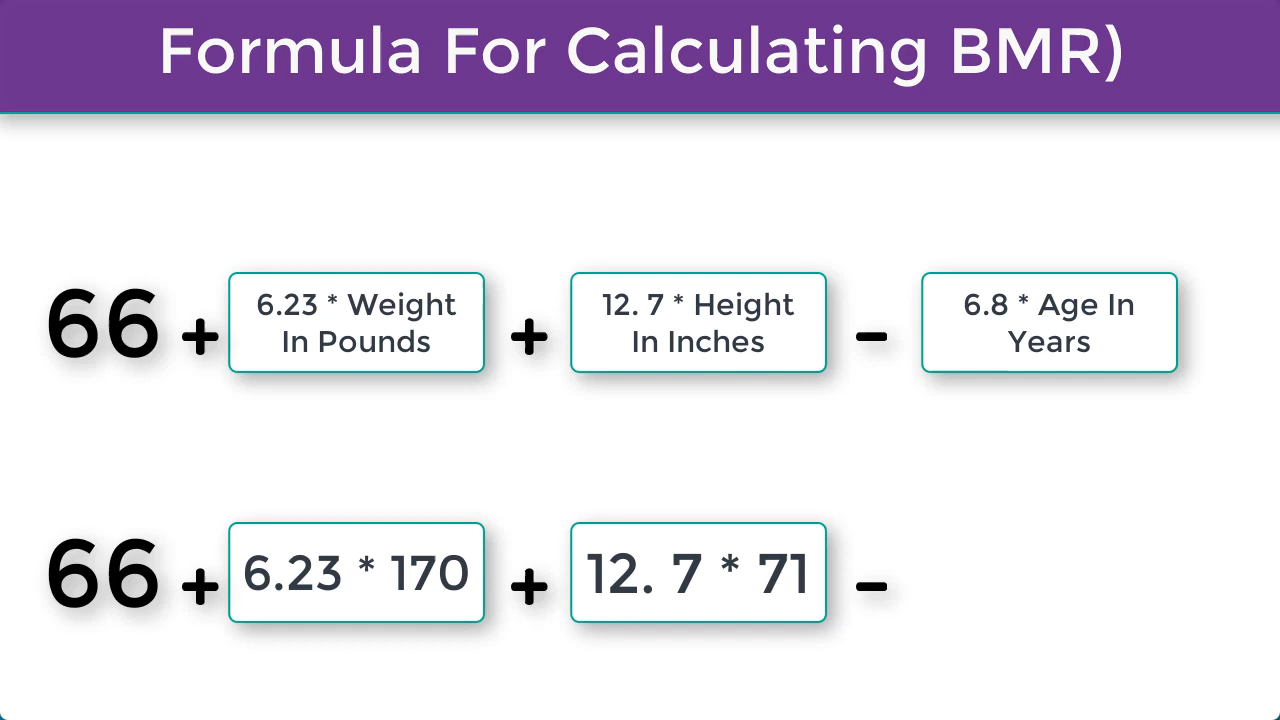 Formula For Calculating BMR)
66 + 6.23 * Weight In Pounds + 12. 7 * Height In Inches - 6.8 * Age In Years
66 + 6.23 * 170 + 12. 7 * 71 -